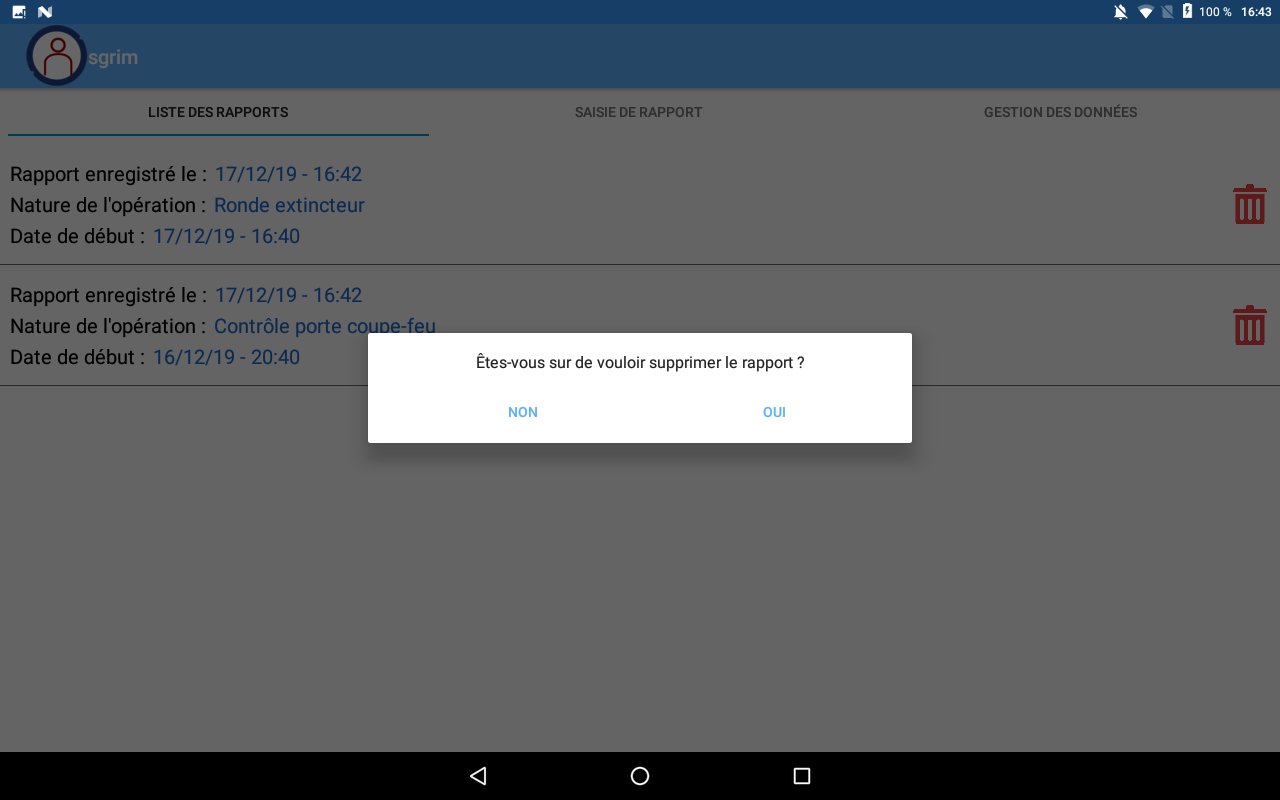 100 % 16:43
sgrim
LISTE DES RAPPORTS SAISIE DE RAPPORT GESTION DES DONNÉES
Rapport enregistré le : 17/12/19 - 16:42
Nature de l'opération : Ronde extincteur
Date de début : 17/12/19 - 16:40
Rapport enregistré le : 17/12/19 - 16:42
Nature de l'opération : Contrôle porte coupe-feu
Date de début : 16/12/19 - 20:40
Êtes-vous sur de vouloir supprimer le rapport ?
NON OUI